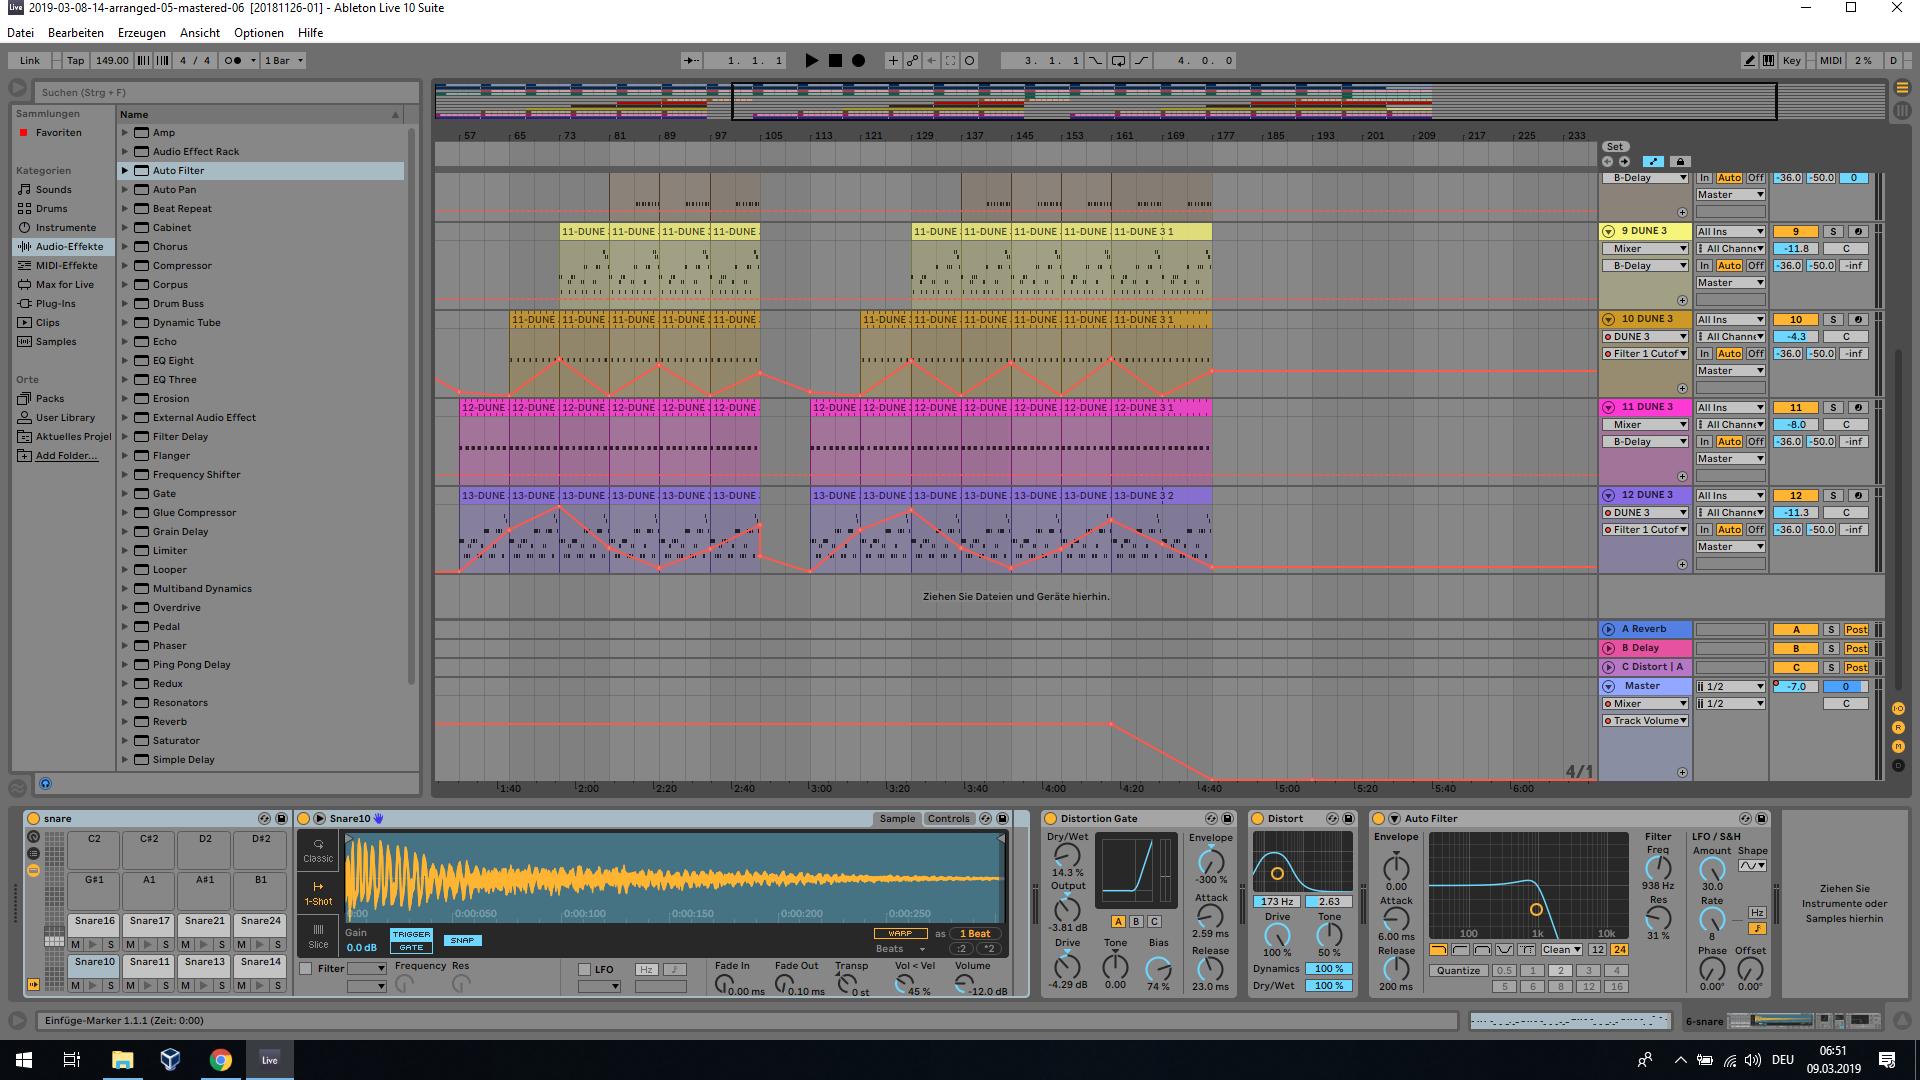 2019-03-08-14-arranged-05-mastered-06 [20181126-01] - Ableton Live 10 Suite
Datei Bearbeiten Erzeugen Ansicht Optionen Hilfe
Link Tap 149.00 4 / 4 1 Bar 1. 1. 1 3. 1. 1 4. 0. 0 Key MIDI 2 % D
Suchen (Strg + F)
Sammlungen
Favoriten
Kategorien
Sounds
Drums
Instrumente
Audio-Effekte
MIDI-Effekte
Max for Live
Plug-Ins
Clips
Samples
Orte
Packs
User Library
Aktuelles Projel
Add Folder...
Name
Amp
Audio Effect Rack
Auto Filter
Auto Pan
Beat Repeat
Cabinet
Chorus
Compressor
Corpus
Drum Buss
Dynamic Tube
Echo
EQ Eight
EQ Three
Erosion
External Audio Effect
Filter Delay
Flanger
Frequency Shifter
Gate
Glue Compressor
Grain Delay
Limiter
Looper
Multiband Dynamics
Overdrive
Pedal
Phaser
Ping Pong Delay
Redux
Resonators
Reverb
Saturator
Simple Delay
57 65 73 81 89 97 105 113 121 129 137 145 153 161 169 177 185 193 201 209 217 225 233
Set
B-Delay In Auto Off -36.0 -50.0 0
Master
11-DUNE 11-DUNE 11-DUNE 11-DUNE 11-DUNE 11-DUNE 11-DUNE 11-DUNE 11-DUNE 3 1
9 DUNE 3 All Ins 9 S
Mixer All Channe -11.8 C
B-Delay In Auto Off -36.0 -50.0 -inf
Master
11-DUNE 11-DUNE 11-DUNE 11-DUNE 11-DUNE 11-DUNE 11-DUNE 11-DUNE 11-DUNE 11-DUNE 11-DUNE 3 1
10 DUNE 3 All Ins 10 S
DUNE 3 All Channe -4.3 C
Filter 1 Cutof In Auto Off -36.0 -50.0 -inf
Master
12-DUNE 12-DUNE 12-DUNE 12-DUNE 12-DUNE 12-DUNE 12-DUNE 12-DUNE 12-DUNE 12-DUNE 12-DUNE 12-DUNE 12-DUNE 3 1
11 DUNE 3 All Ins 11 S
Mixer All Channe -8.0 C
B-Delay In Auto Off -36.0 -50.0 -inf
Master
13-DUNE 13-DUNE 13-DUNE 13-DUNE 13-DUNE 13-DUNE 13-DUNE 13-DUNE 13-DUNE 13-DUNE 13-DUNE 13-DUNE 13-DUNE 3 2
12 DUNE 3 All Ins 12 S
DUNE 3 All Channe -11.3 C
Filter 1 Cutof In Auto Off -36.0 -50.0 -inf
Master
Ziehen Sie Dateien und Geräte hierhin.
A Reverb A S Post
B Delay B S Post
C Distort | A C S Post
Master 1/2 -7.0 0
Mixer 1/2 C
Track Volume
4/1
1:40 2:00 2:20 2:40 3:00 3:20 3:40 4:00 4:20 4:40 5:00 5:20 6:00
snare
C2 C#2 D2 D#2
G#1 A1 A#1 B1
Snare16 Snare17 Snare21 Snare24
M S M S M S M S
Snare10 Snare11 Snare13 Snare14
M S M S M S M S
Snare10 Sample Controls
Classic
1-Shot
Slice
0:00 0:00:050 0:00:100 0:00:150 0:00:200 0:00:250
Gain TRIGGER WARP as 1 Beat
0.0 dB GATE SNAP Beats :2 *2
Filter Frequency Res LFO Hz Fade In Fade Out Transp Vol < Vel Volume
0.00 ms 0.10 ms 0 st 45 % -12.0 dB
Distortion Gate
Dry/Wet
14.3 %
Output
-3.81 dB
Drive
-4.29 dB
A B C
Tone
0.00
Bias
74 %
Envelope
-300 %
Attack
2.59 ms
Release
23.0 ms
Distort
173 Hz 2.63
Drive Tone
100 % 50 %
Dynamics 100 %
Dry/Wet 100 %
Auto Filter
Envelope
0.00
Attack
6.00 ms
Release
200 ms
100 1k 10k
Clean 12 24
Quantize 0.5 1 2 3 4
5 6 8 12 16
Filter
Freq
938 Hz
Res
31 %
LFO / S&H
Amount Shape
30.0
Rate
8
Hz
Phase Offset
0.00° 0.00°
Ziehen Sie
Instrumente oder
Samples hierhin
Einfüge-Marker 1.1.1 (Zeit: 0:00)
6-snare
Live
DEU
06:51
09.03.2019